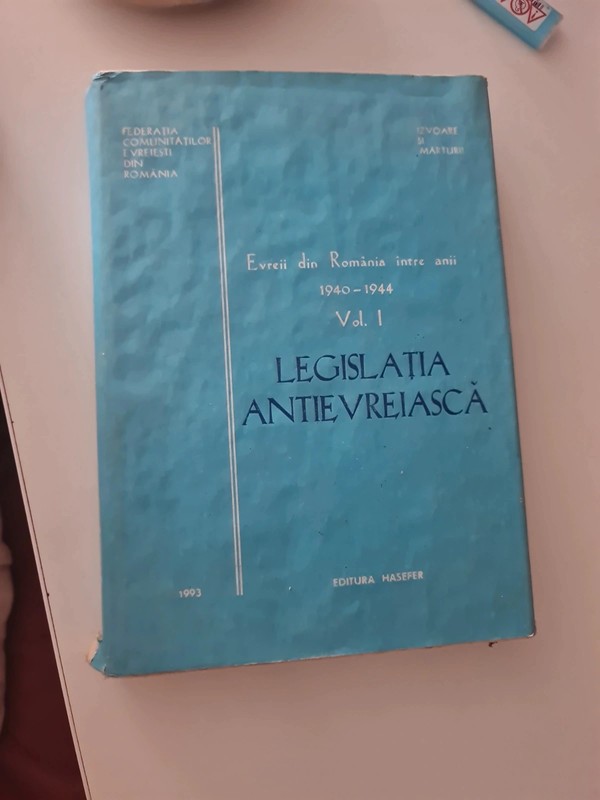 FEDERAȚIA
COMUNITĂȚILOR
EVREIEȘTI
DIN
ROMÂNIA
IZVOARE
ȘI
MĂRTURII
Evreii din România între anii
1940-1944
Vol. I
LEGISLAȚIA
ANTIEVREIASCĂ
1993
EDITURA HASEFER